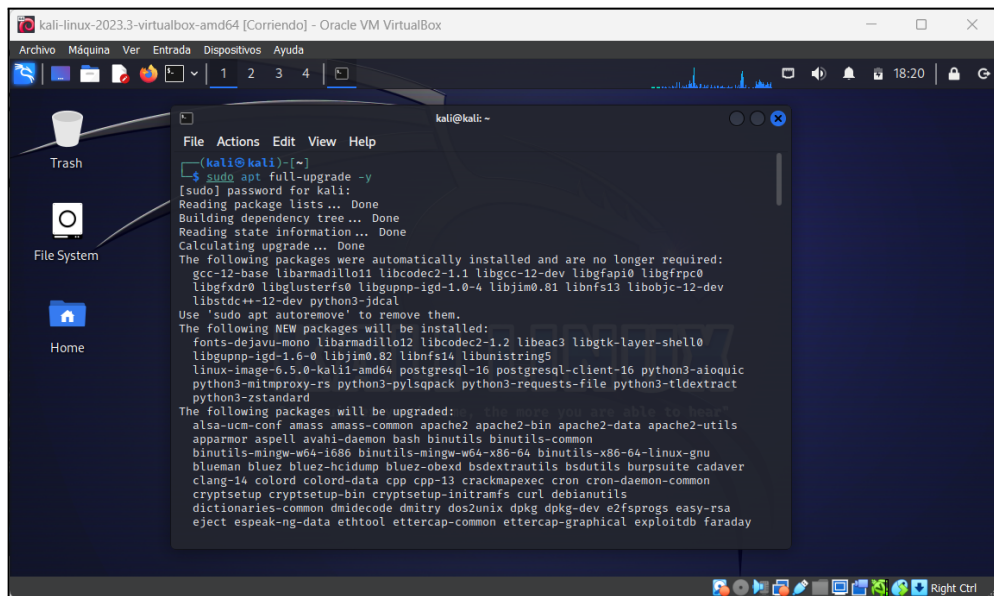 kali-linux-2023.3-virtualbox-amd64 [Corriendo] - Oracle VM VirtualBox
Archivo Máquina Ver Entrada Dispositivos Ayuda
1 2 3 4 18:20
kali@kali: ~
File Actions Edit View Help
Trash
File System
Home
(kali㉿kali)-[~]
$ sudo apt full-upgrade -y
[sudo] password for kali:
Reading package lists... Done
Building dependency tree... Done
Reading state information... Done
Calculating upgrade... Done
The following packages were automatically installed and are no longer required:
gcc-12-base libarmadillo11 libcodec2-1.1 libgcc-12-dev libgfapi0 libgfrpc0
libgfxdr0 libglusterfs0 libgupnp-igd-1.0-4 libjim0.81 libnfs13 libobjc-12-dev
libstdc++-12-dev python3-jdcal
Use 'sudo apt autoremove' to remove them.
The following NEW packages will be installed:
fonts-dejavu-mono libarmadillo12 libcodec2-1.2 libeac3 libgtk-layer-shell0
libgupnp-igd-1.6-0 libjim0.82 libnfs14 libunistring5
linux-image-6.5.0-kali1-amd64 postgresql-16 postgresql-client-16 python3-aioquic
python3-mitmproxy-rs python3-pylsqpack python3-requests-file python3-tldextract
python3-zstandard
The following packages will be upgraded:
alsa-ucm-conf amass amass-common apache2 apache2-bin apache2-data apache2-utils
apparmor aspell avahi-daemon bash binutils binutils-common
binutils-mingw-w64-i686 binutils-mingw-w64-x86-64 binutils-x86-64-linux-gnu
blueman bluez bluez-hcidump bluez-obexd bsdextrautils bsdutils burpsuite cadaver
clang-14 colord colord-data cpp cpp-13 crackmapexec cron cron-daemon-common
cryptsetup cryptsetup-bin cryptsetup-initramfs curl debianutils
dictionaries-common dmidecode dmitry dos2unix dpkg dpkg-dev e2fsprogs easy-rsa
eject espeak-ng-data ethtool ettercap-common ettercap-graphical exploitdb faraday
the more you are able to hear"
Right Ctrl